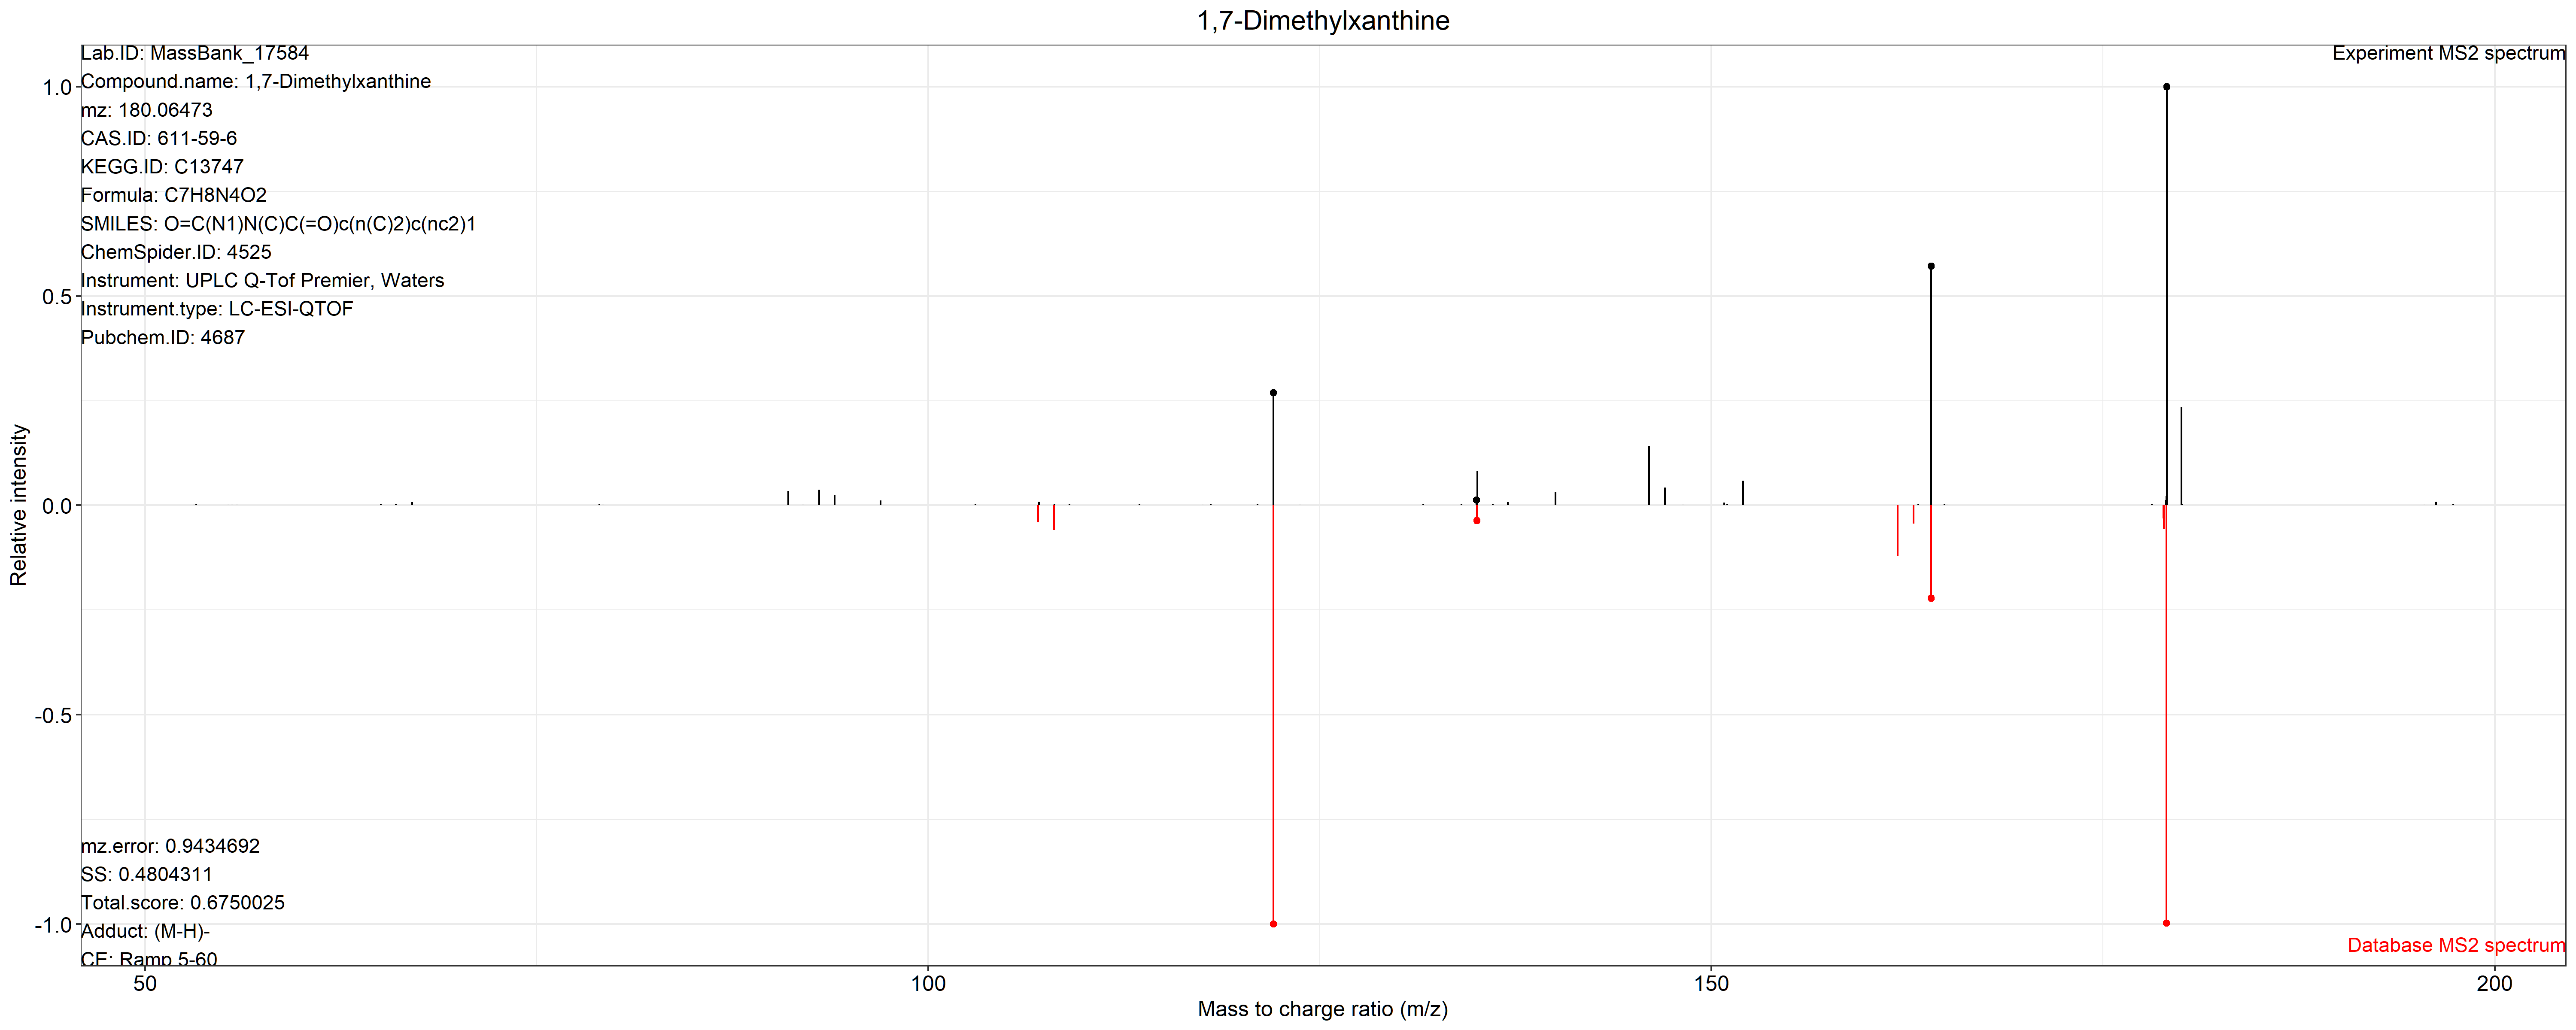 1,7-Dimethylxanthine
Lab.ID: MassBank_17584
Experiment MS2 spectrum
Compound.name: 1,7-Dimethylxanthine
mz: 180.06473
CAS.ID: 611-59-6
KEGG.ID: C13747
Formula: C7H8N4O2
SMILES: O=C(N1)N(C)C(=O)c(n(C)2)c(nc2)1
ChemSpider.ID: 4525
Instrument: UPLC Q-Tof Premier, Waters
Instrument.type: LC-ESI-QTOF
Pubchem.ID: 4687
1.0
0.5
0.0
-0.5
-1.0
Relative intensity
mz.error: 0.9434692
SS: 0.4804311
Total.score: 0.6750025
Adduct: (M-H)-
CE: Ramp 5-60
Database MS2 spectrum
50
100
150
200
Mass to charge ratio (m/z)